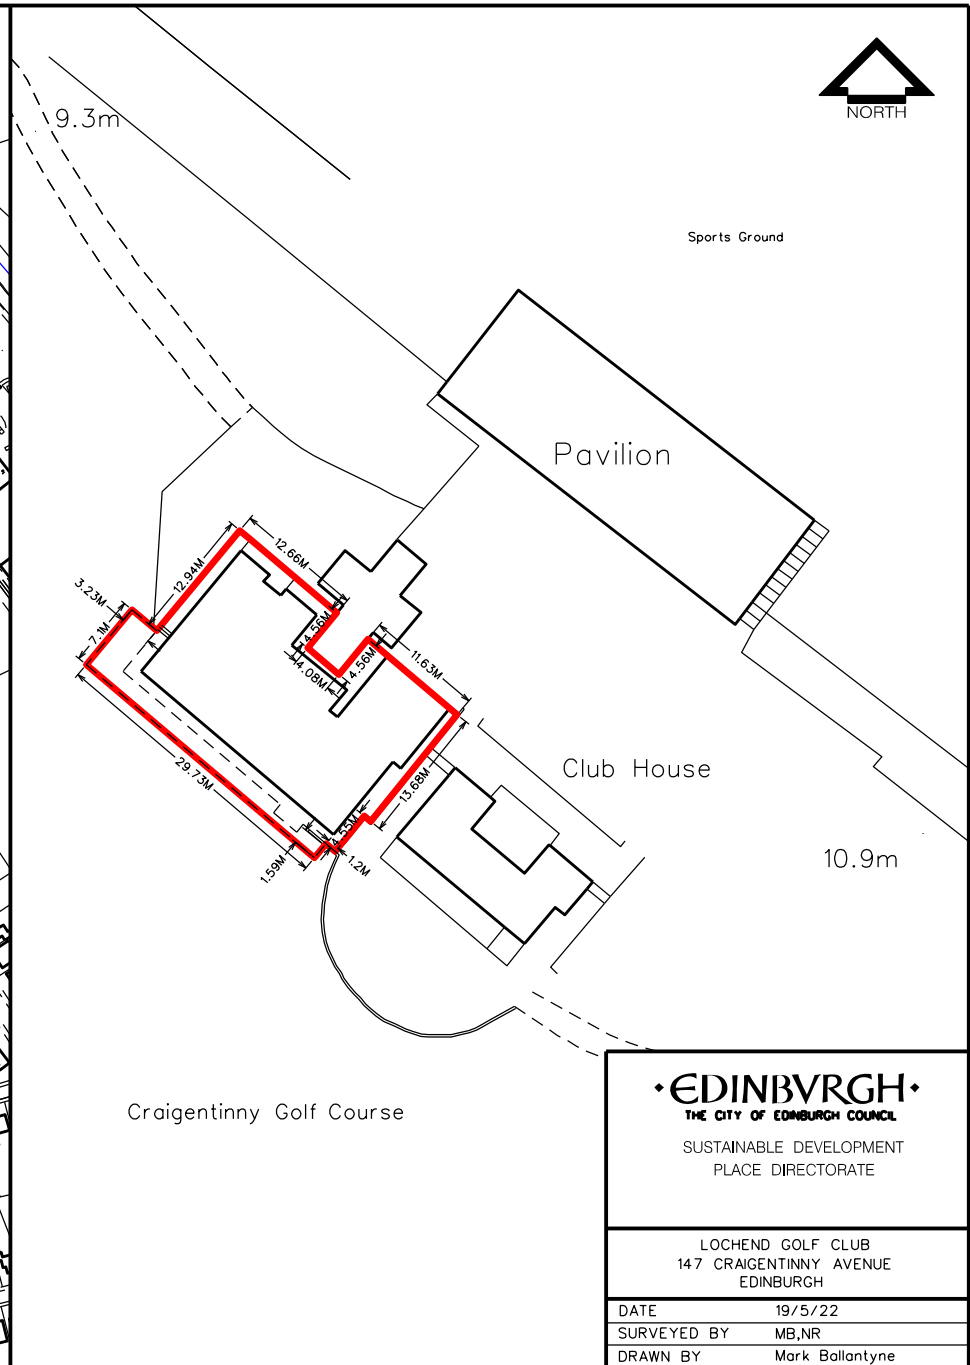 9.3m
NORTH
Sports Ground
Pavilion
12.66M
12.94M
3.23M
7.1M
4.56M
4.56M
4.08M
11.63M
29.73M
13.68M
4.55M
1.59M
1.2M
Club House
10.9m
Craigentinny Golf Course
·EDINBVRGH·
THE CITY OF EDINBURGH COUNCIL
SUSTAINABLE DEVELOPMENT
PLACE DIRECTORATE
LOCHEND GOLF CLUB
147 CRAIGENTINNY AVENUE
EDINBURGH
DATE 19/5/22
SURVEYED BY MB,NR
DRAWN BY Mark Ballantyne